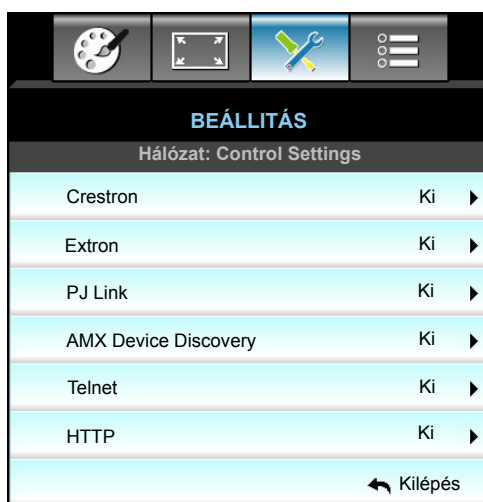 BEÁLLITÁS
Hálózat: Control Settings
Crestron Ki
Extron Ki
PJ Link Ki
AMX Device Discovery Ki
Telnet Ki
HTTP Ki
Kilépés